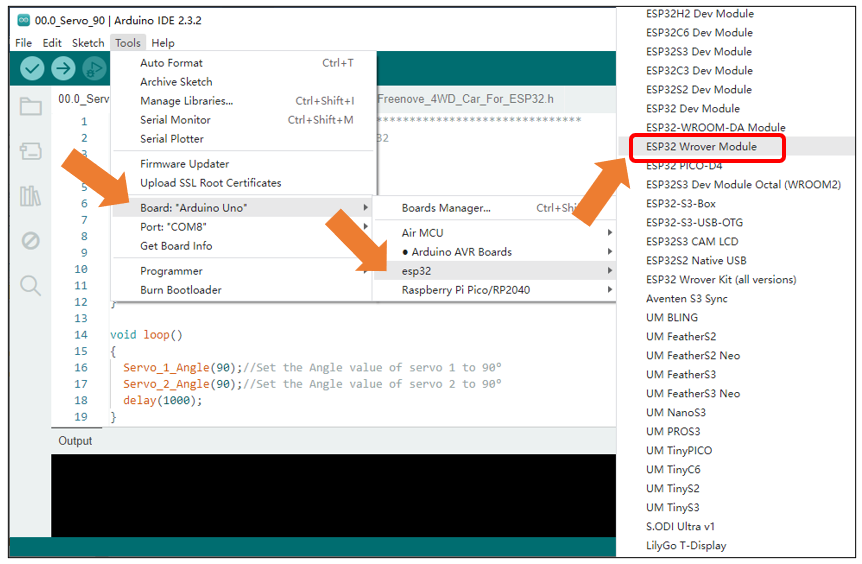 00.0_Servo_90 | Arduino IDE 2.3.2
File Edit Sketch Tools Help
00.0_Serv
Freenove_4WD_Car_For_ESP32.h
1
2
5
6
7
8
9
10
11
12 }
13
14 void loop()
15 {
16 Servo_1_Angle(90);//Set the Angle value of servo 1 to 90°
17 Servo_2_Angle(90);//Set the Angle value of servo 2 to 90°
18 delay(1000);
19 }
Output
Auto Format Ctrl+T
Archive Sketch
Manage Libraries... Ctrl+Shift+I
Serial Monitor Ctrl+Shift+M
Serial Plotter
Firmware Updater
Upload SSL Root Certificates
Board: "Arduino Uno"
Port: "COM8"
Get Board Info
Programmer
Burn Bootloader
Boards Manager...
Air MCU
● Arduino AVR Boards
esp32
Raspberry Pi Pico/RP2040
ESP32H2 Dev Module
ESP32C6 Dev Module
ESP32S3 Dev Module
ESP32C3 Dev Module
ESP32S2 Dev Module
ESP32 Dev Module
ESP32-WROOM-DA Module
ESP32 Wrover Module
ESP32 PICO-D4
ESP32S3 Dev Module Octal (WROOM2)
ESP32-S3-Box
ESP32-S3-USB-OTG
ESP32S3 CAM LCD
ESP32S2 Native USB
ESP32 Wrover Kit (all versions)
Aventen S3 Sync
UM BLING
UM FeatherS2
UM FeatherS2 Neo
UM FeatherS3
UM FeatherS3 Neo
UM NanoS3
UM PROS3
UM TinyPICO
UM TinyC6
UM TinyS2
UM TinyS3
S.ODI Ultra v1
LilyGo T-Display